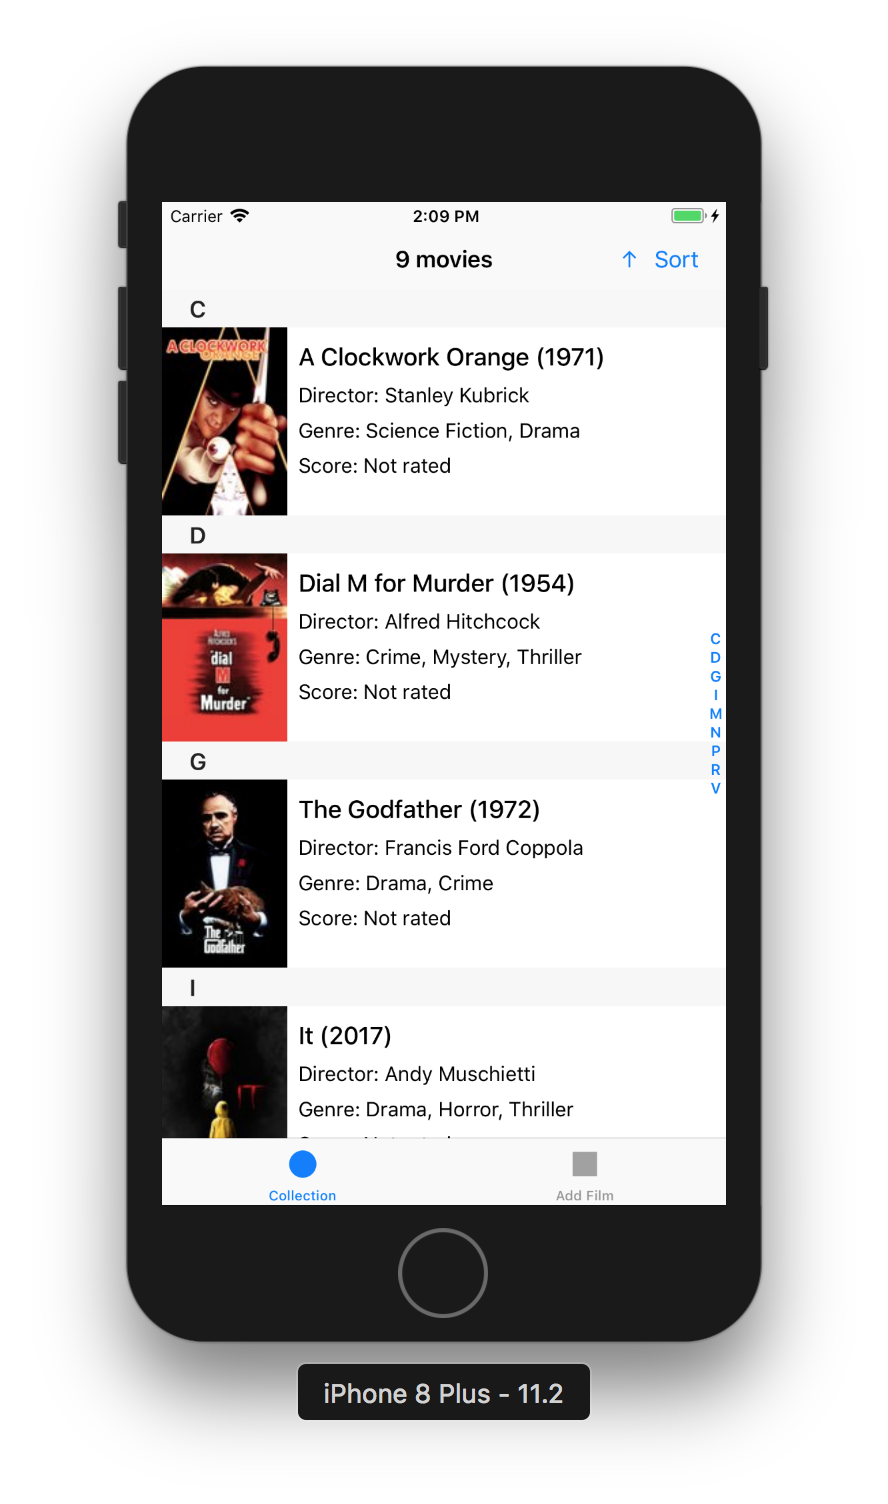 Carrier 2:09 PM
9 movies ↑ Sort
C
A CLOCKWORK
ORANGE
A Clockwork Orange (1971)
Director: Stanley Kubrick
Genre: Science Fiction, Drama
Score: Not rated
D
ALFRED
HITCHCOCK'S
dial
M
for
Murder
Dial M for Murder (1954)
Director: Alfred Hitchcock
Genre: Crime, Mystery, Thriller
Score: Not rated
C
D
G
I
M
N
P
R
V
G
The
Godfather
The Godfather (1972)
Director: Francis Ford Coppola
Genre: Drama, Crime
Score: Not rated
I
IT
It (2017)
Director: Andy Muschietti
Genre: Drama, Horror, Thriller
Collection Add Film
iPhone 8 Plus - 11.2